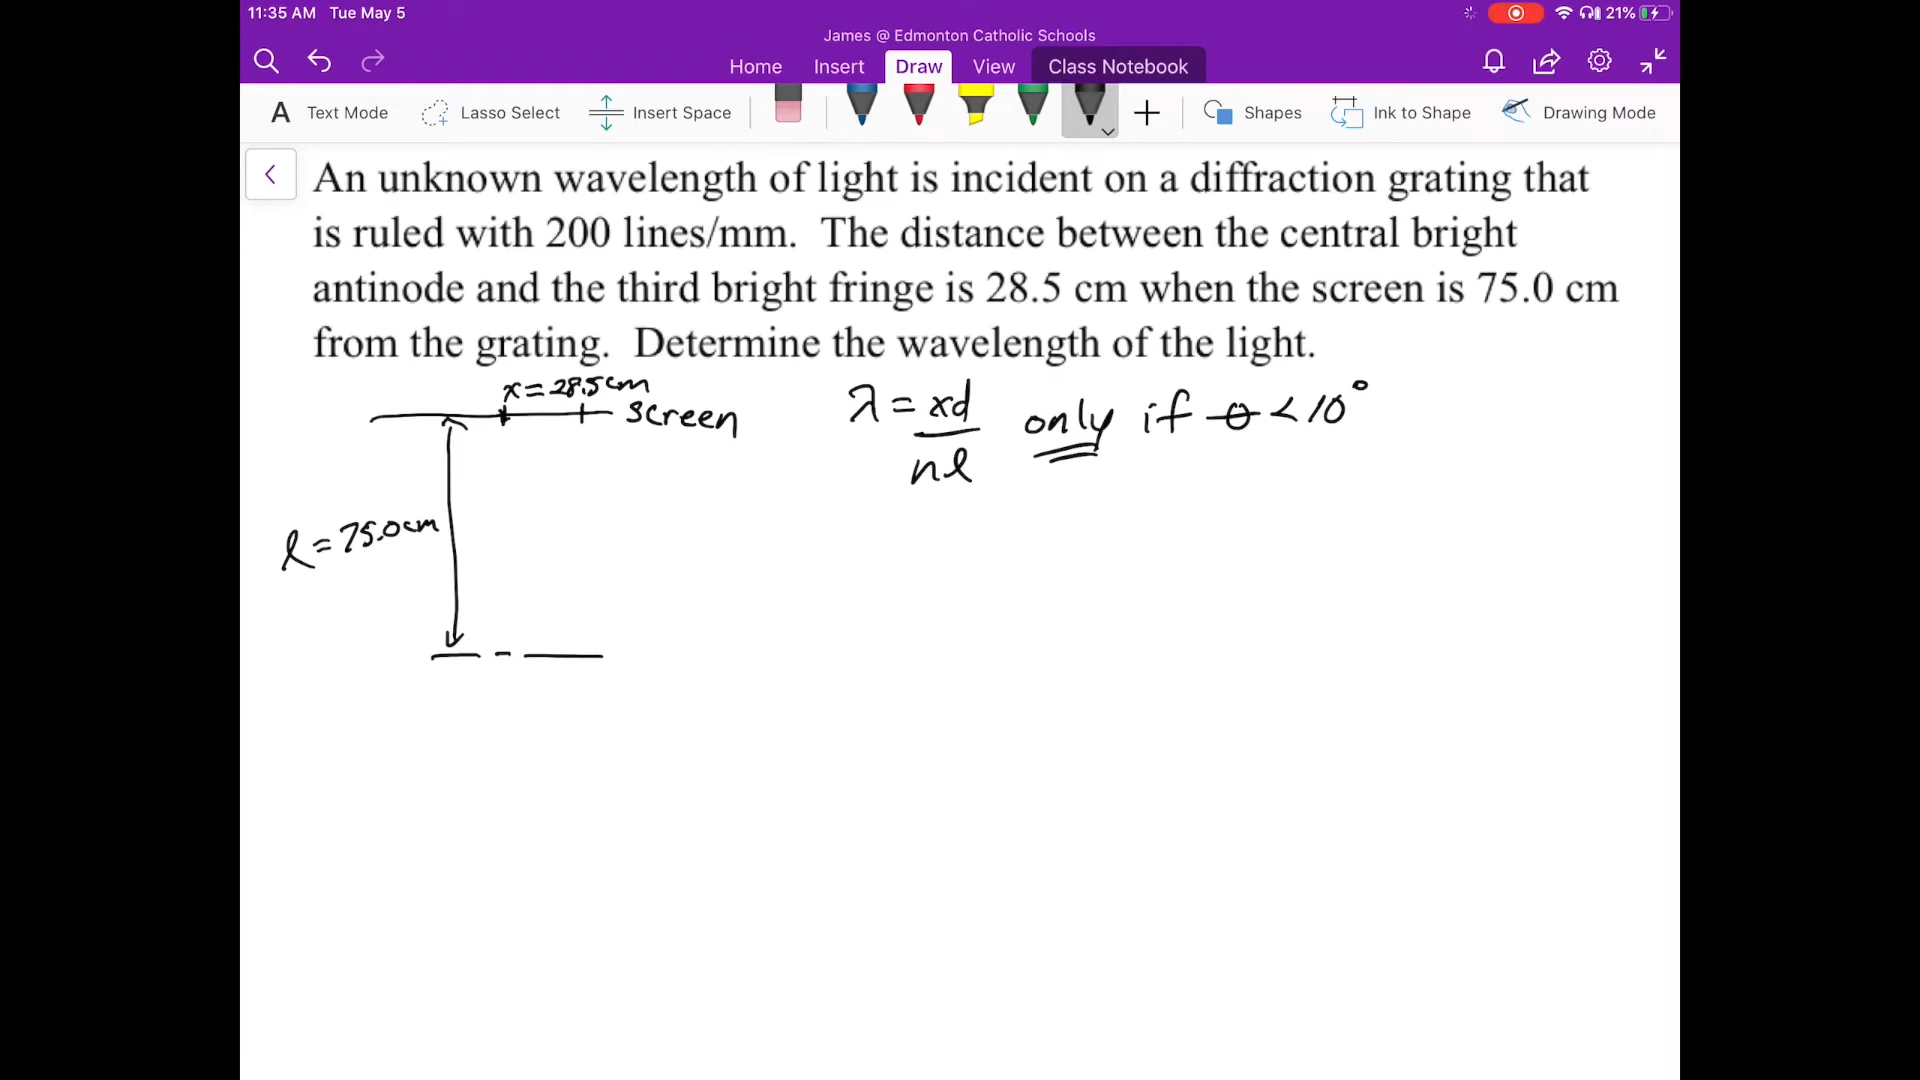 11:35 AM Tue May 5
21%
James @ Edmonton Catholic Schools
Home Insert Draw View Class Notebook
A Text Mode Lasso Select Insert Space Shapes Ink to Shape Drawing Mode
An unknown wavelength of light is incident on a diffraction grating that
is ruled with 200 lines/mm. The distance between the central bright
antinode and the third bright fringe is 28.5 cm when the screen is 75.0 cm
from the grating. Determine the wavelength of the light.
x = 28.5cm
screen
λ = xd / nl only if θ < 10°
l = 75.0cm